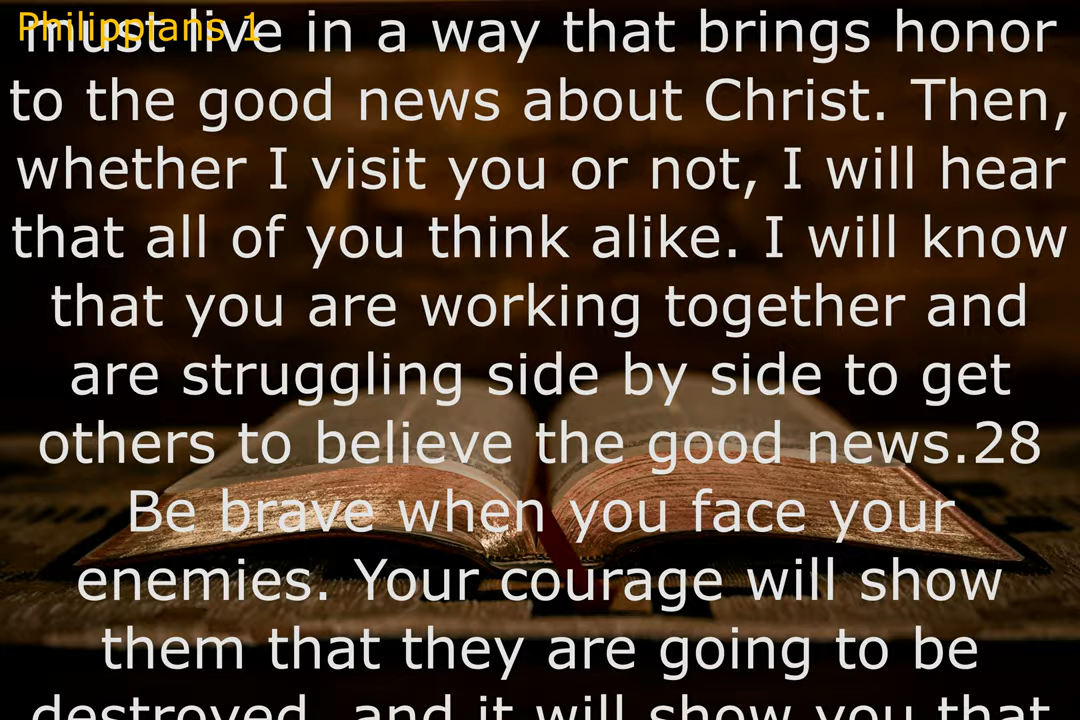 Philippians 1
must live in a way that brings honor
to the good news about Christ. Then,
whether I visit you or not, I will hear
that all of you think alike. I will know
that you are working together and
are struggling side by side to get
others to believe the good news.28
Be brave when you face your
enemies. Your courage will show
them that they are going to be
destroyed, and it will show you that